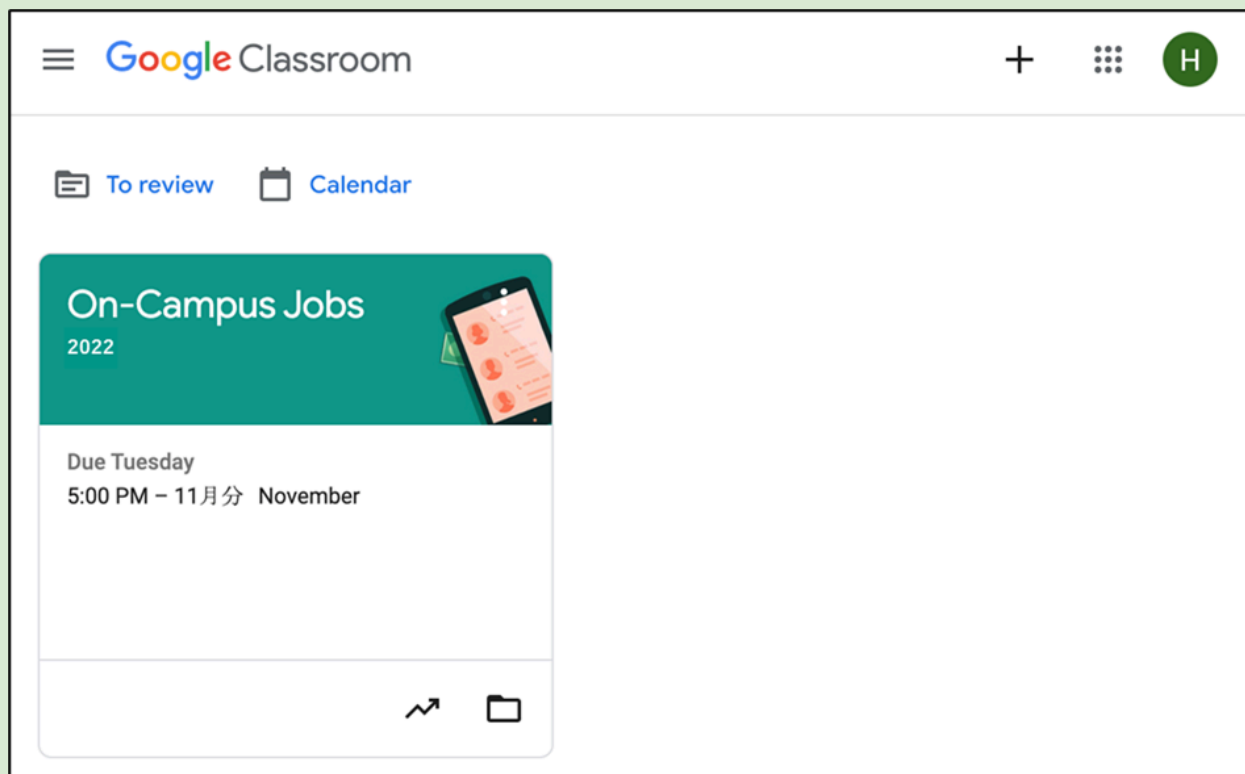 Google Classroom
H
To review
Calendar
On-Campus Jobs
2022
Due Tuesday
5:00 PM – 11月分 November